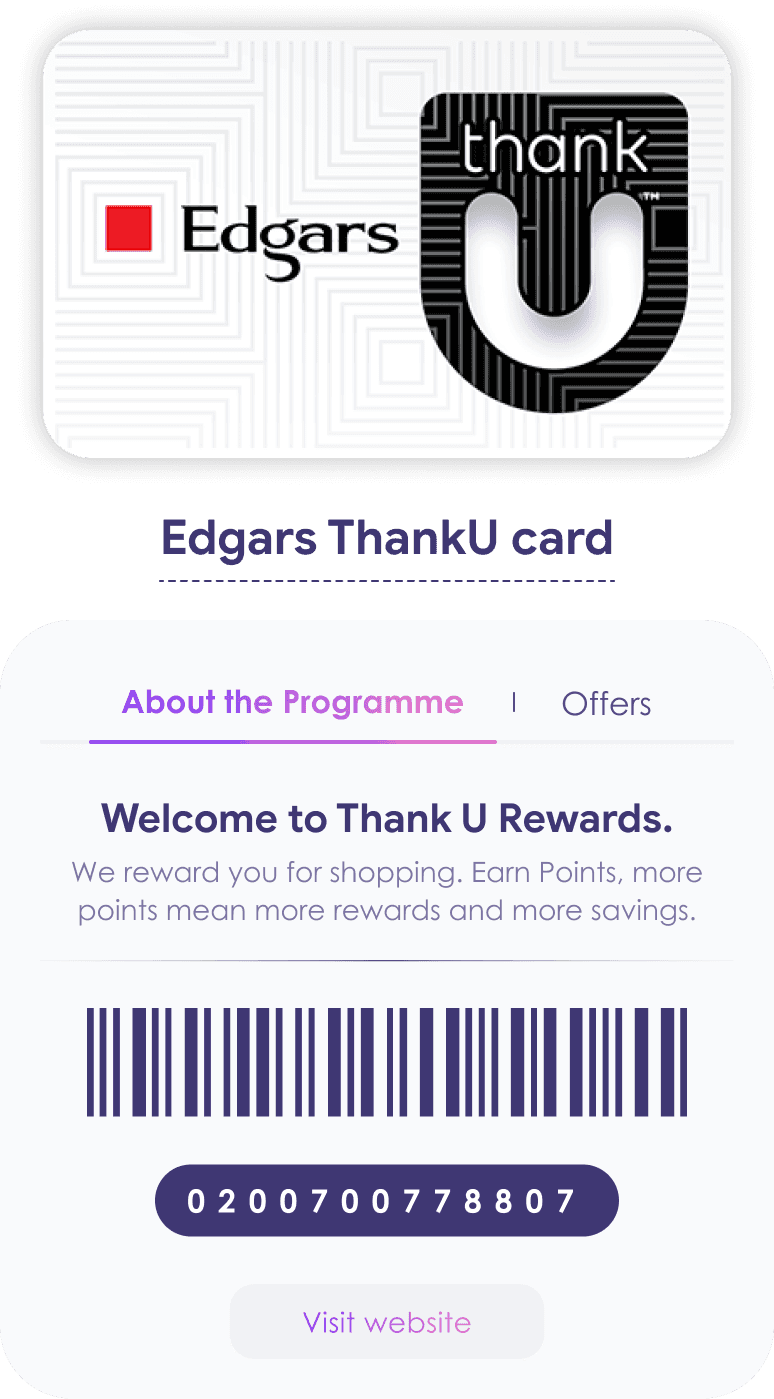 Edgars
thank
U™
Edgars ThankU card
About the Programme | Offers
Welcome to Thank U Rewards.
We reward you for shopping. Earn Points, more
points mean more rewards and more savings.
0200700778807
Visit website